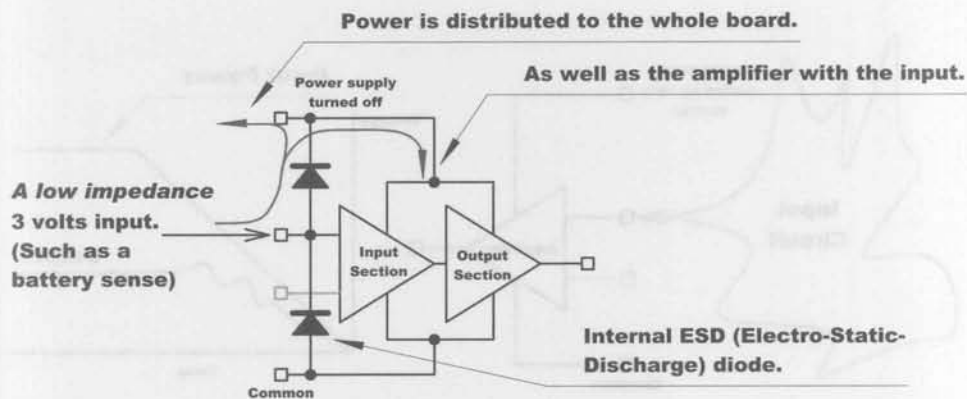 Power is distributed to the whole board.
As well as the amplifier with the input.
Power supply
turned off
A low impedance
3 volts input.
(Such as a
battery sense)
Input
Section
Output
Section
Internal ESD (Electro-Static-
Discharge) diode.
Common